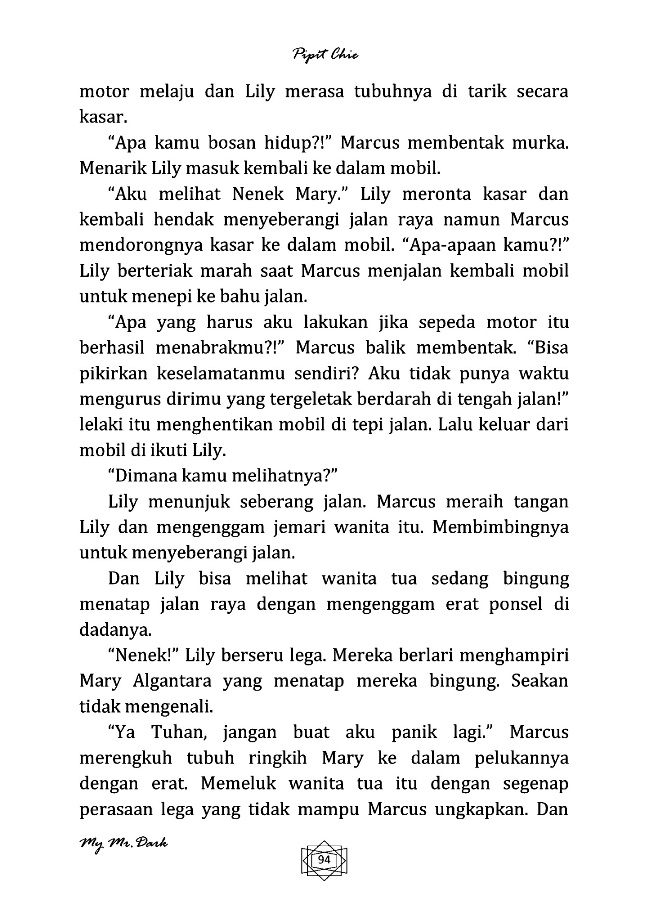 Pipit Chie
motor melaju dan Lily merasa tubuhnya di tarik secara
kasar.
“Apa kamu bosan hidup?!” Marcus membentak murka.
Menarik Lily masuk kembali ke dalam mobil.
“Aku melihat Nenek Mary.” Lily meronta kasar dan
kembali hendak menyeberangi jalan raya namun Marcus
mendorongnya kasar ke dalam mobil. “Apa-apaan kamu?!”
Lily berteriak marah saat Marcus menjalan kembali mobil
untuk menepi ke bahu jalan.
“Apa yang harus aku lakukan jika sepeda motor itu
berhasil menabrakmu?!” Marcus balik membentak. “Bisa
pikirkan keselamatanmu sendiri? Aku tidak punya waktu
mengurus dirimu yang tergeletak berdarah di tengah jalan!”
lelaki itu menghentikan mobil di tepi jalan. Lalu keluar dari
mobil di ikuti Lily.
“Dimana kamu melihatnya?”
Lily menunjuk seberang jalan. Marcus meraih tangan
Lily dan mengenggam jemari wanita itu. Membimbingnya
untuk menyeberangi jalan.
Dan Lily bisa melihat wanita tua sedang bingung
menatap jalan raya dengan mengenggam erat ponsel di
dadanya.
“Nenek!” Lily berseru lega. Mereka berlari menghampiri
Mary Algantara yang menatap mereka bingung. Seakan
tidak mengenali.
“Ya Tuhan, jangan buat aku panik lagi.” Marcus
merengkuh tubuh ringkih Mary ke dalam pelukannya
dengan erat. Memeluk wanita tua itu dengan segenap
perasaan lega yang tidak mampu Marcus ungkapkan. Dan
My Mr. Dark
94